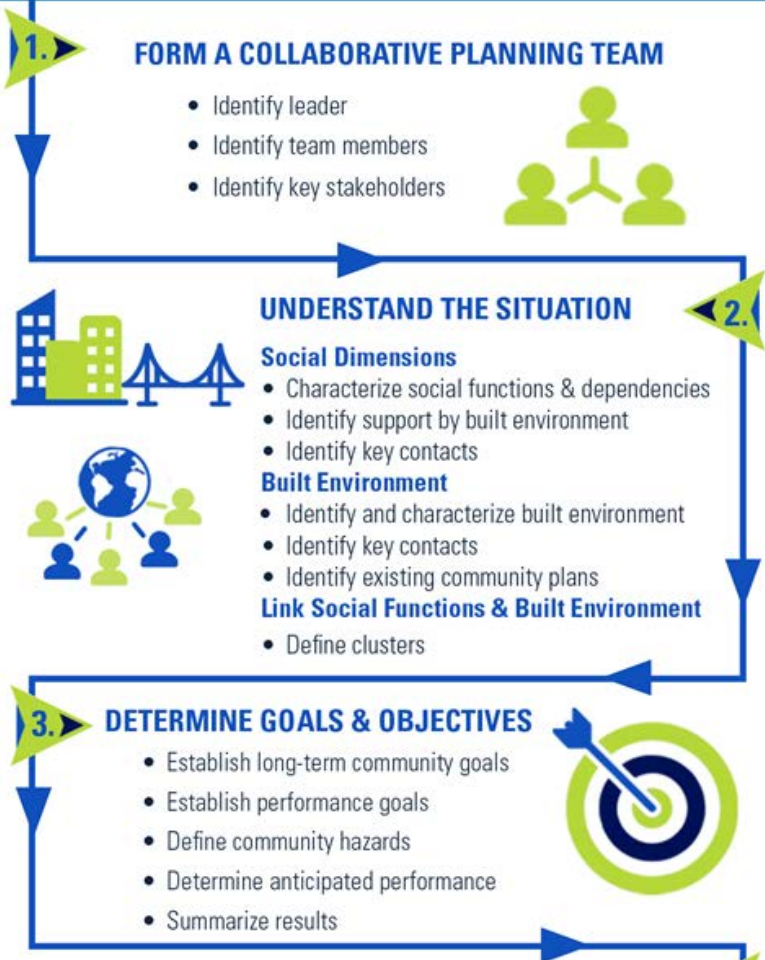 1.
FORM A COLLABORATIVE PLANNING TEAM
• Identify leader
• Identify team members
• Identify key stakeholders
2.
UNDERSTAND THE SITUATION
Social Dimensions
• Characterize social functions & dependencies
• Identify support by built environment
• Identify key contacts
Built Environment
• Identify and characterize built environment
• Identify key contacts
• Identify existing community plans
Link Social Functions & Built Environment
• Define clusters
3.
DETERMINE GOALS & OBJECTIVES
• Establish long-term community goals
• Establish performance goals
• Define community hazards
• Determine anticipated performance
• Summarize results